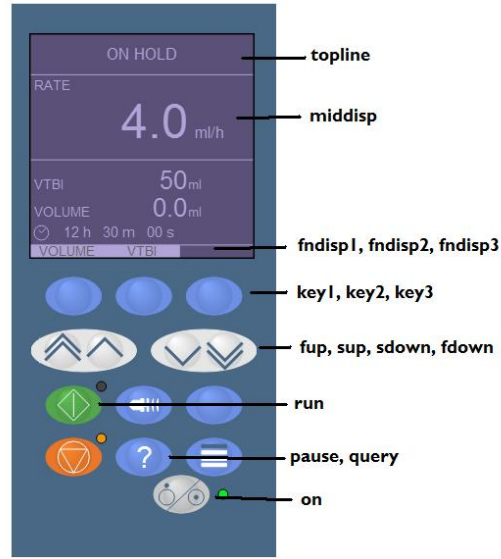 ON HOLD
topline
RATE
4.0 ml/h
middisp
VTBI 50ml
VOLUME 0.0ml
12 h 30 m 00 s
VOLUME VTBI
fndisp1, fndisp2, fndisp3
key1, key2, key3
fup, sup, sdown, fdown
run
?
pause, query
on